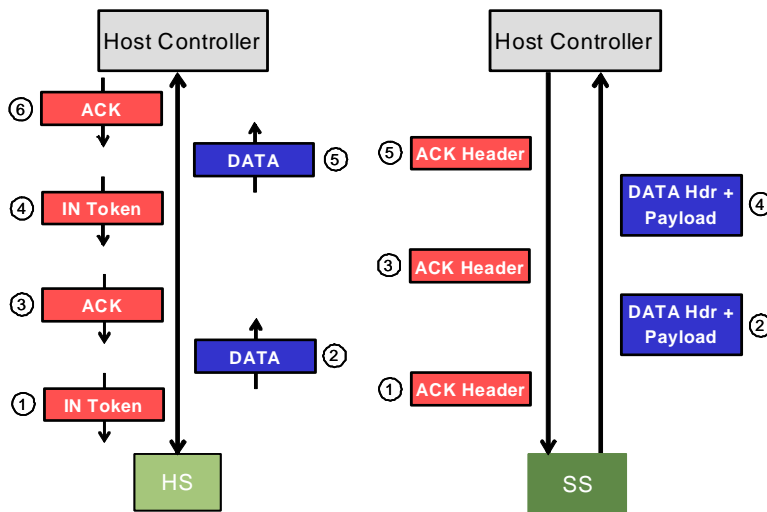 Host Controller
Host Controller
6
ACK
DATA
5
5
ACK Header
4
IN Token
DATA Hdr +
Payload
4
3
ACK Header
3
ACK
DATA
2
DATA Hdr +
Payload
2
1
IN Token
1
ACK Header
HS
SS